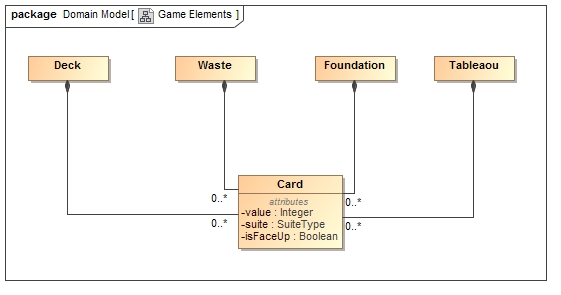 package Domain Model[ Game Elements ]
Deck
Waste
Foundation
Tableaou
Card
attributes
-value : Integer
-suite : SuiteType
-isFaceUp : Boolean
0..*
0..*
0..*
0..*